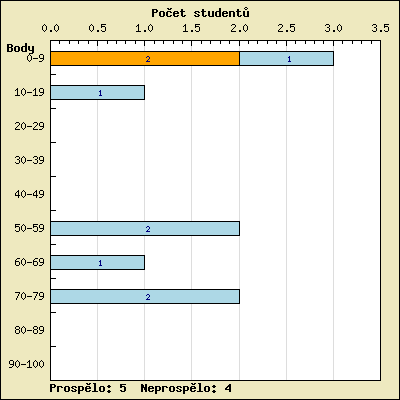 Počet studentů
0.0 0.5 1.0 1.5 2.0 2.5 3.0 3.5
Body
0-9 2 1
10-19 1
20-29
30-39
40-49
50-59 2
60-69 1
70-79 2
80-89
90-100
Prospělo: 5 Neprospělo: 4